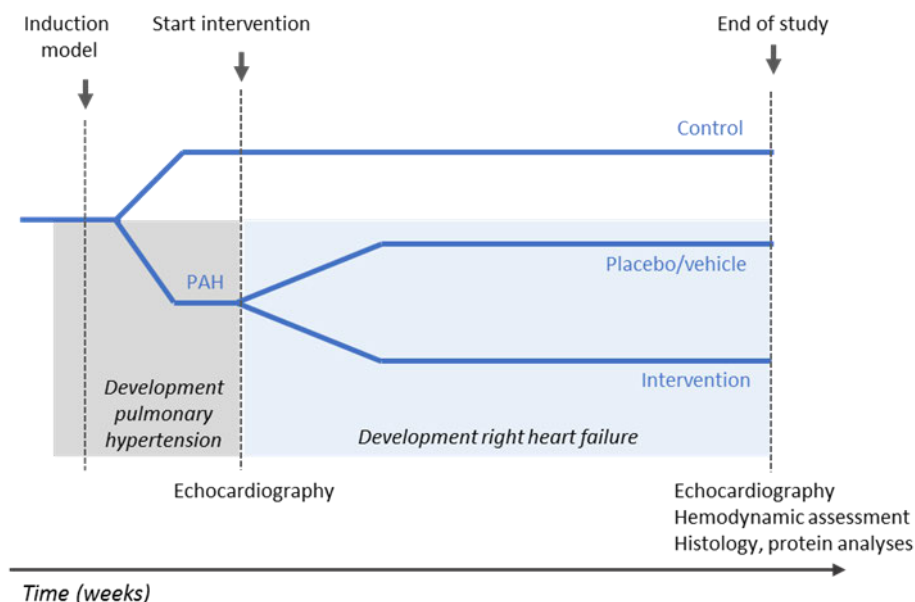 Induction
model
Start intervention
End of study
Control
PAH
Placebo/vehicle
Intervention
Development
pulmonary
hypertension
Development right heart failure
Echocardiography
Echocardiography
Hemodynamic assessment
Histology, protein analyses
Time (weeks)